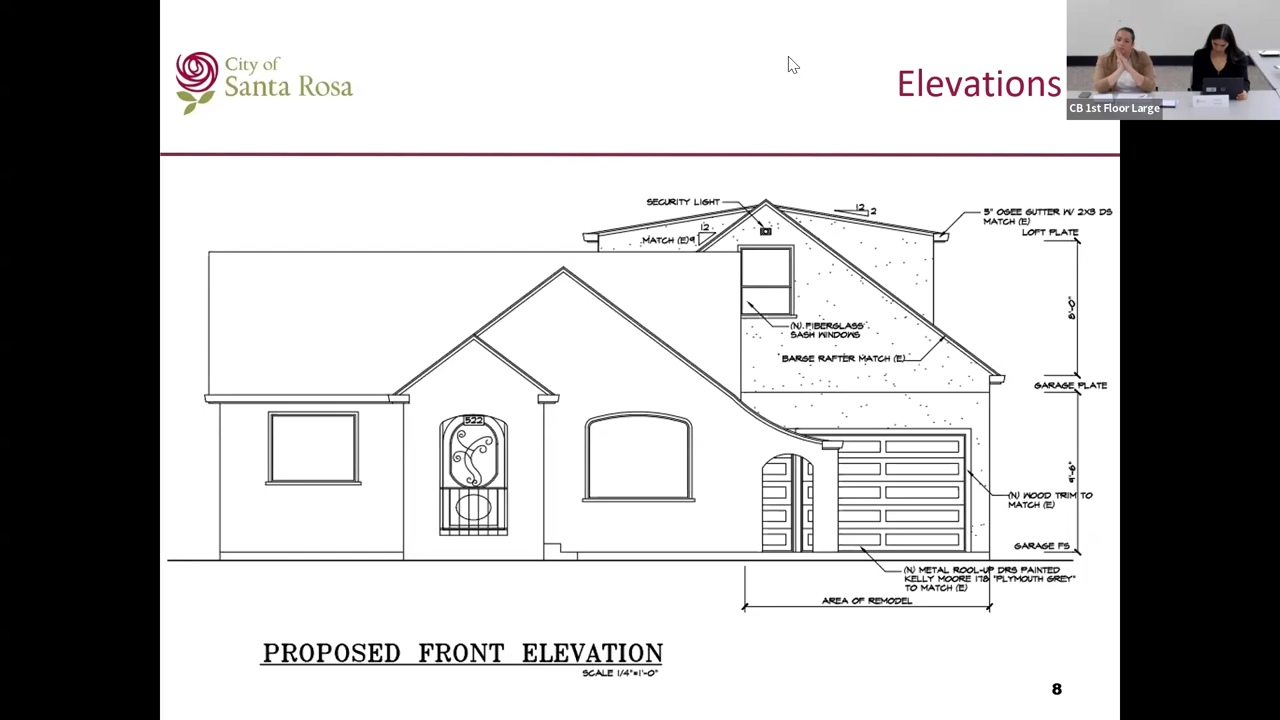 City of
Santa Rosa
Elevations
CB 1st Floor Large
SECURITY LIGHT
12
2
5" OGEE GUTTER W/ 2X3 DS
MATCH (E)
LOFT PLATE
12
MATCH (E)9
8'-0"
(N) FIBERGLASS
SASH WINDOWS
BARGE RAFTER MATCH (E)
GARAGE PLATE
522
9'-6"
(N) WOOD TRIM TO
MATCH (E)
GARAGE FS
(N) METAL ROOL-UP DRS PAINTED
KELLY MOORE 178 "PLYMOUTH GREY"
TO MATCH (E)
AREA OF REMODEL
PROPOSED FRONT ELEVATION
SCALE 1/4"=1'-0"
8